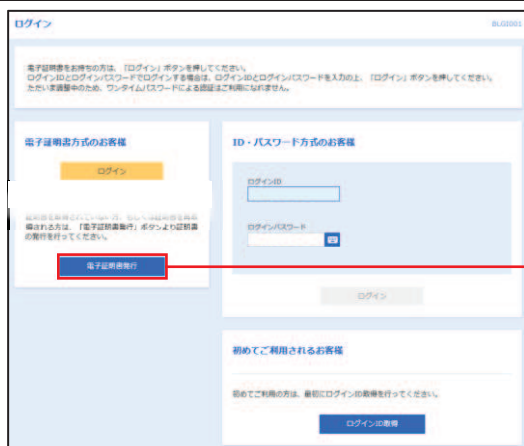 ログイン
BLGI001
電子証明書をお持ちの方は、「ログイン」ボタンを押してください。
ログインIDとログインパスワードでログインする場合は、ログインIDとログインパスワードを入力の上、「ログイン」ボタンを押してください。
ただいま調整中のため、ワンタイムパスワードによる認証はご利用になれません。
電子証明書方式のお客様
ログイン
得される方は、「電子証明書発行」ボタンより証明書
の発行を行ってください。
電子証明書発行
ID・パスワード方式のお客様
ログインID
ログインパスワード
ログイン
初めてご利用されるお客様
初めてご利用の方は、最初にログインID取得を行ってください。
ログインID取得